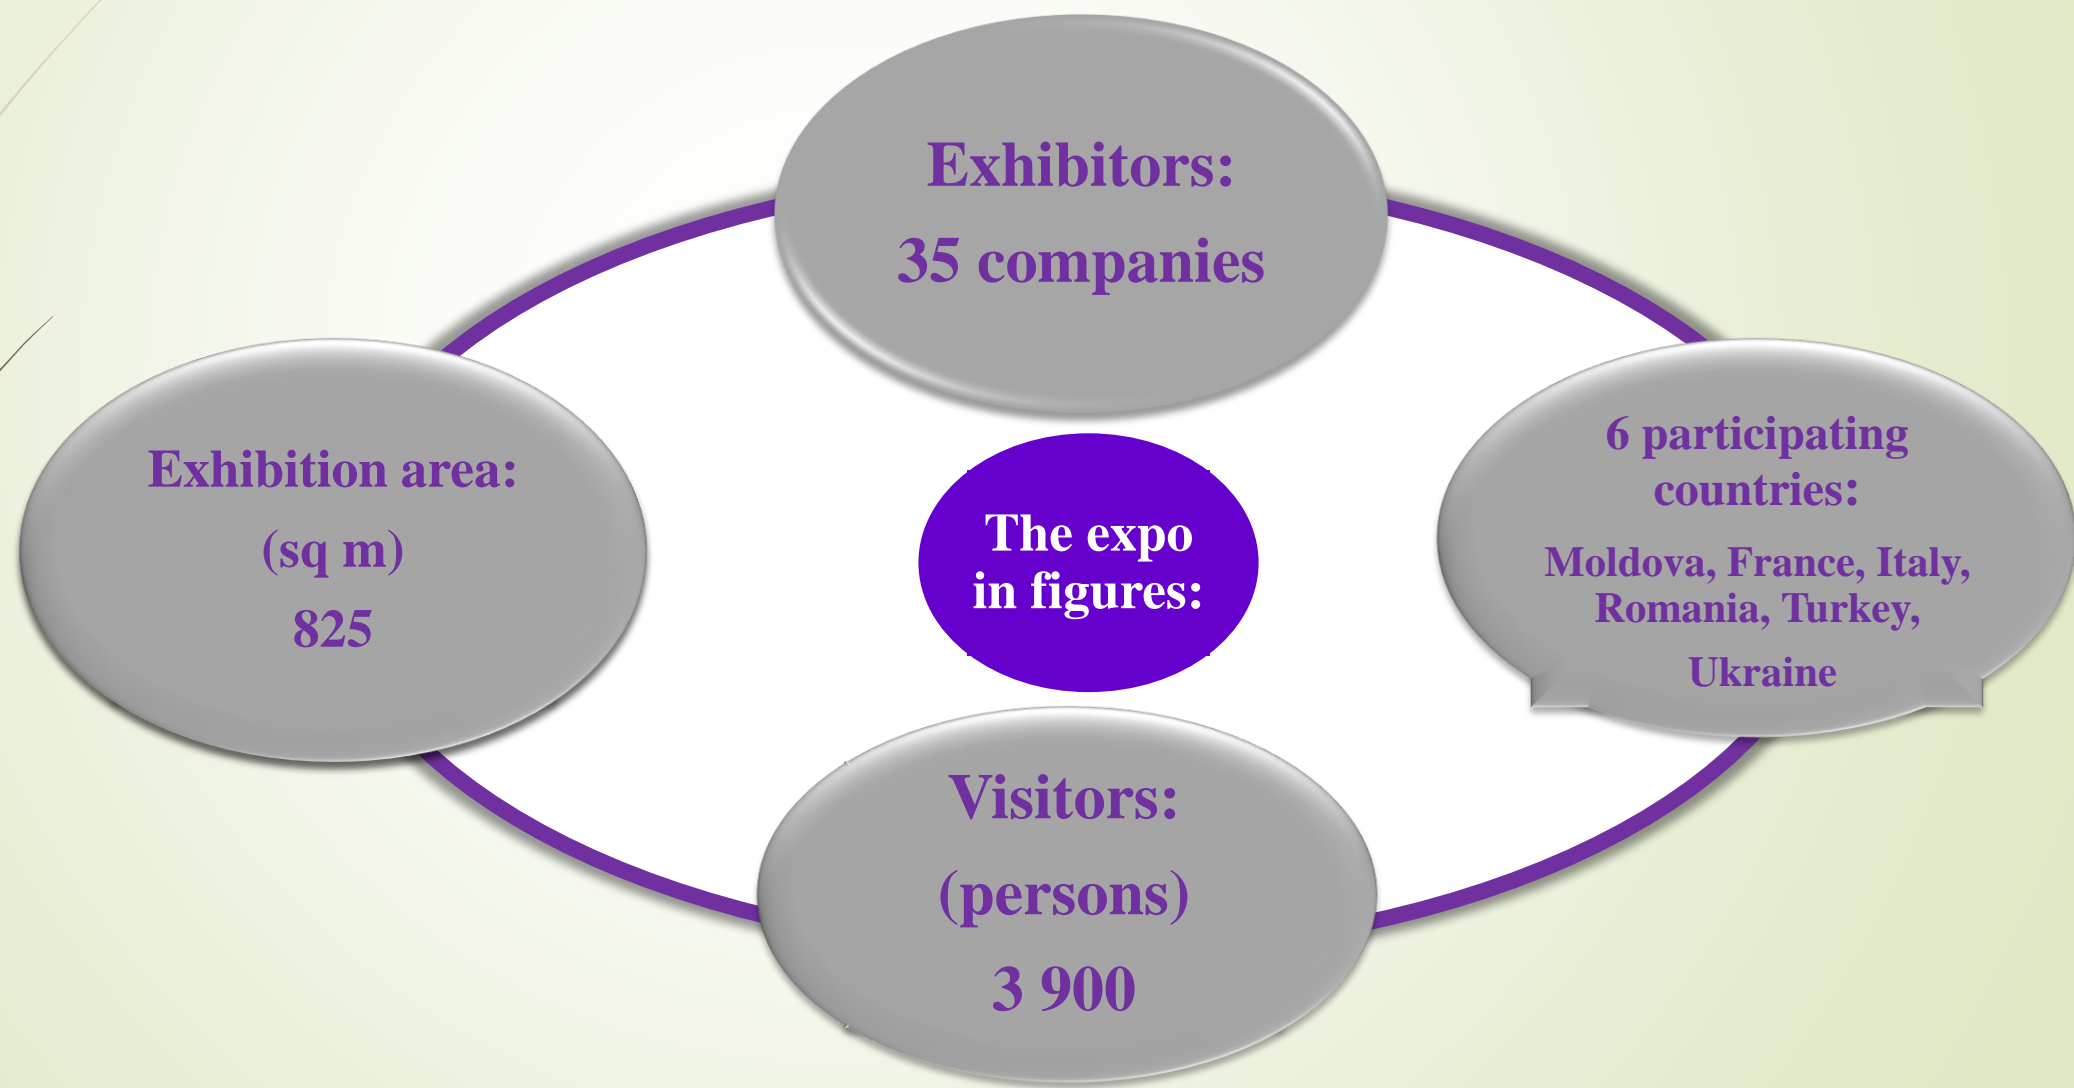 Exhibitors:
35 companies
Exhibition area:
(sq m)
825
The expo
in figures:
6 participating
countries:
Moldova, France, Italy,
Romania, Turkey,
Ukraine
Visitors:
(persons)
3 900